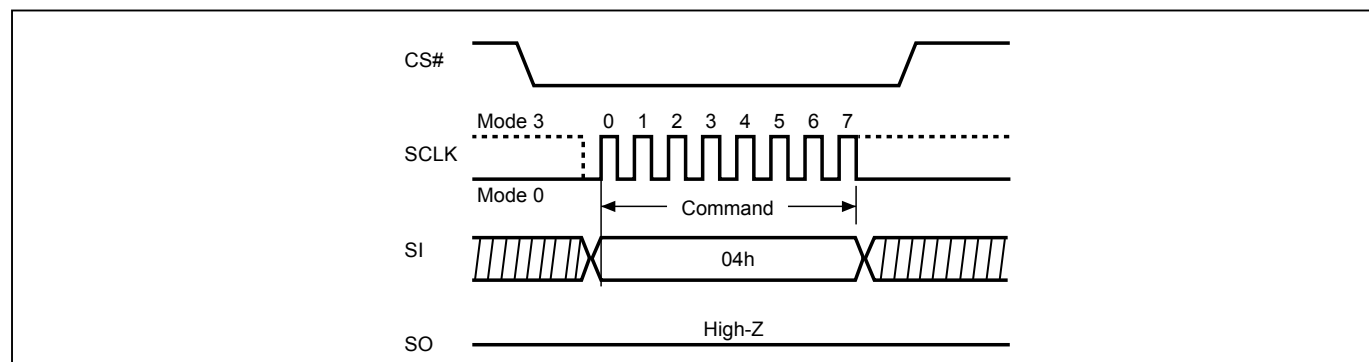 CS#
Mode 3 0 1 2 3 4 5 6 7
SCLK
Mode 0
Command
SI
04h
High-Z
SO